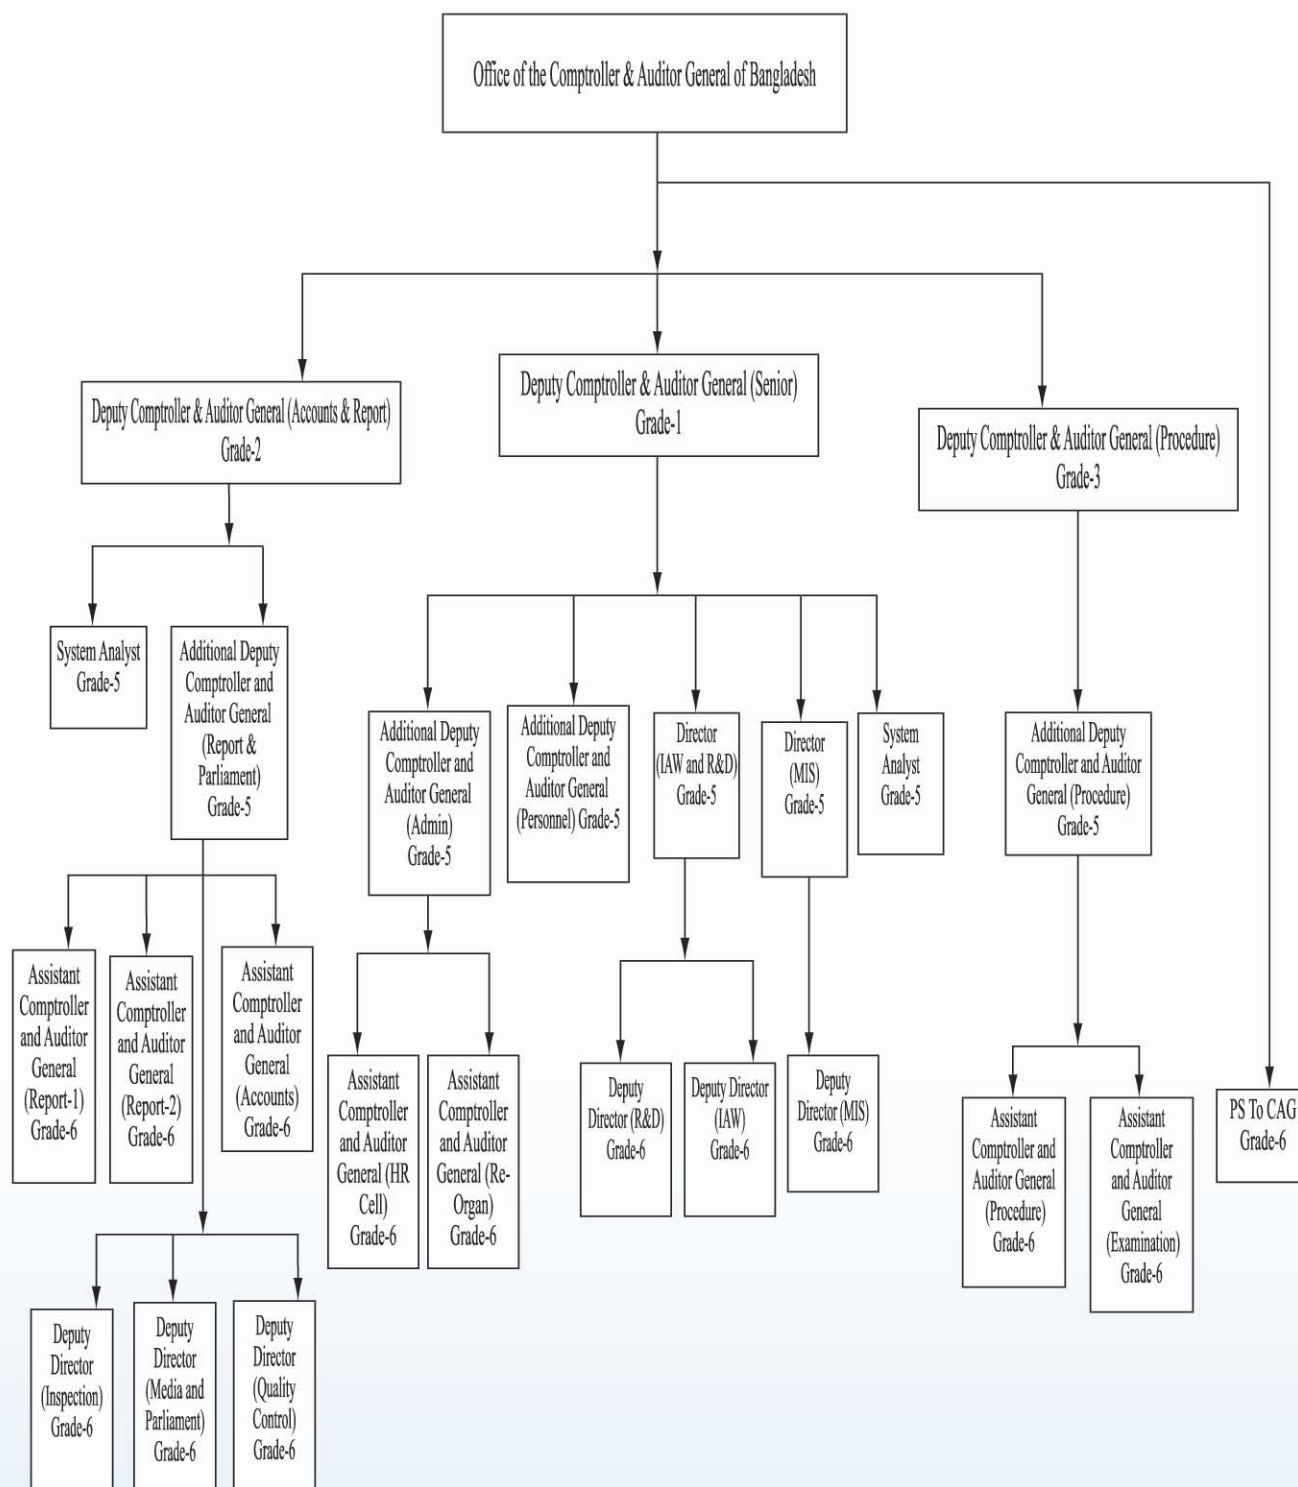 Office of the Comptroller & Auditor General of Bangladesh
Deputy Comptroller & Auditor General (Accounts & Report)
Grade-2
Deputy Comptroller & Auditor General (Senior)
Grade-1
Deputy Comptroller & Auditor General (Procedure)
Grade-3
System Analyst
Grade-5
Additional Deputy
Comptroller and
Auditor General
(Report &
Parliament)
Grade-5
Additional Deputy
Comptroller and
Auditor General
(Admin)
Grade-5
Additional Deputy
Comptroller and
Auditor General
(Personnel) Grade-5
Director
(IAW and R&D)
Grade-5
Director
(MIS)
Grade-5
System
Analyst
Grade-5
Additional Deputy
Comptroller and Auditor
General (Procedure)
Grade-5
Assistant
Comptroller
and Auditor
General
(Report-1)
Grade-6
Assistant
Comptroller
and Auditor
General
(Report-2)
Grade-6
Assistant
Comptroller
and Auditor
General
(Accounts)
Grade-6
Assistant
Comptroller
and Auditor
General (HR
Cell)
Grade-6
Assistant
Comptroller
and Auditor
General (Re-
Organ)
Grade-6
Deputy
Director (R&D)
Grade-6
Deputy Director
(IAW)
Grade-6
Deputy
Director (MIS)
Grade-6
Assistant
Comptroller and
Auditor General
(Procedure)
Grade-6
Assistant
Comptroller
and Auditor
General
(Examination)
Grade-6
PS To CAG
Grade-6
Deputy
Director
(Inspection)
Grade-6
Deputy
Director
(Media and
Parliament)
Grade-6
Deputy
Director
(Quality
Control)
Grade-6